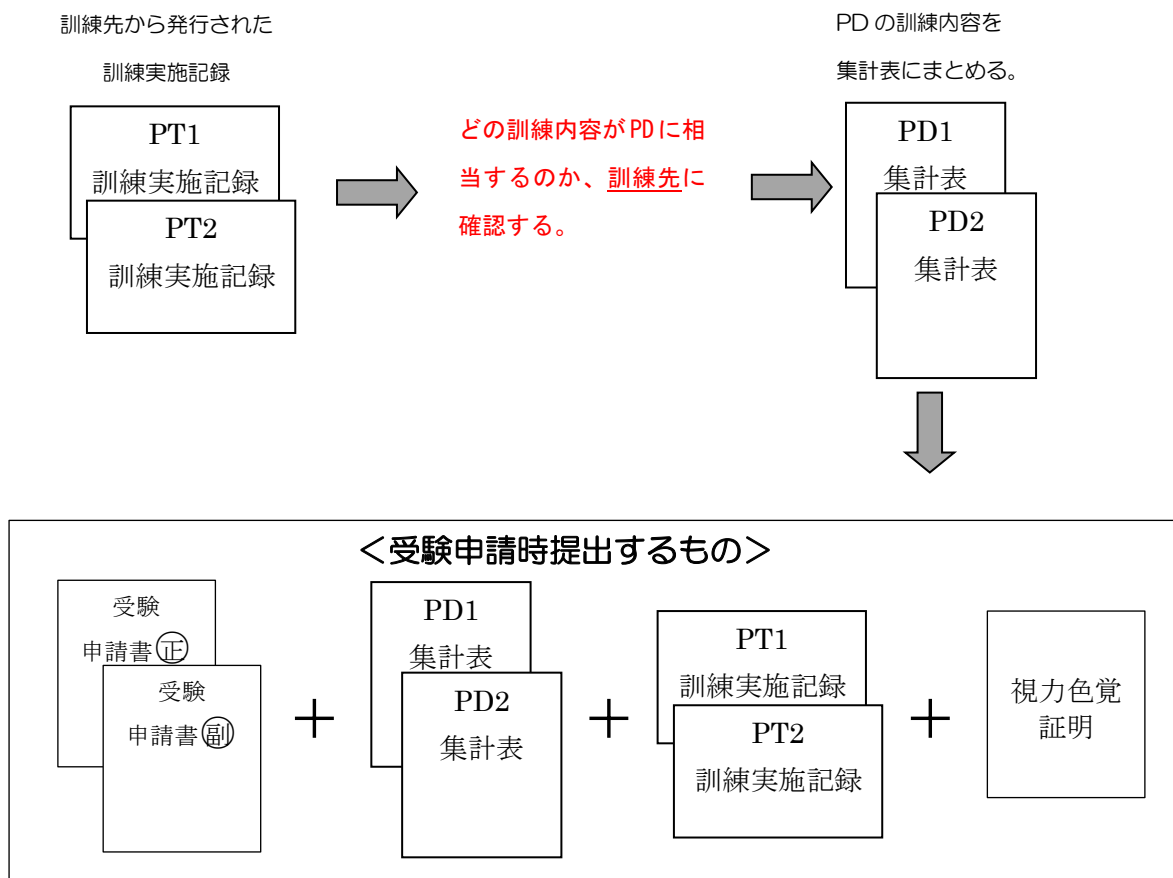 訓練先から発行された
訓練実施記録
PT1
訓練実施記録
PT2
訓練実施記録
どの訓練内容がPDに相
当するのか、訓練先に
確認する。
PD の訓練内容を
集計表にまとめる。
PD1
集計表
PD2
集計表
＜受験申請時提出するもの＞
受験
申請書㊣
受験
申請書副
＋
PD1
集計表
PD2
集計表
＋
PT1
訓練実施記録
PT2
訓練実施記録
＋
視力色覚
証明